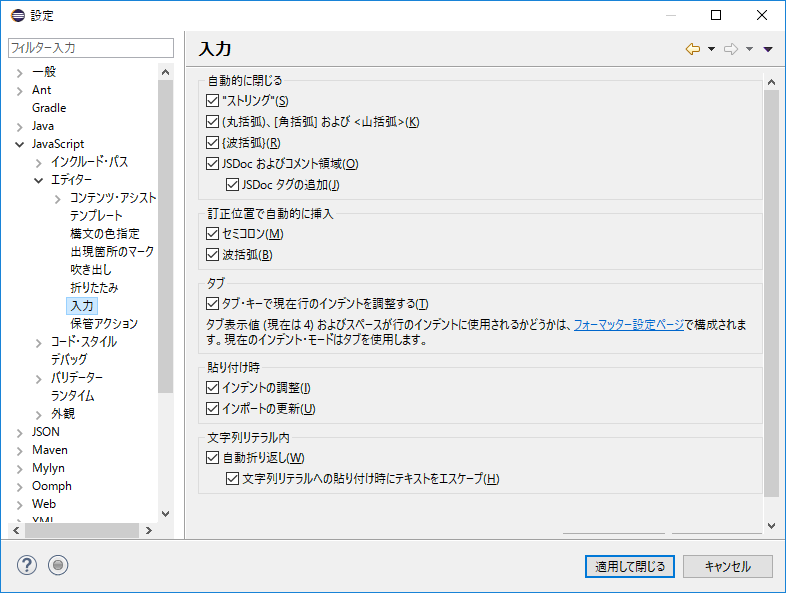 設定
フィルター入力
一般
Ant
Gradle
Java
JavaScript
インクルード・パス
エディター
コンテンツ・アシスト
テンプレート
構文の色指定
出現箇所のマーク
吹き出し
折りたたみ
入力
保管アクション
コード・スタイル
デバッグ
バリデーター
ランタイム
外観
JSON
Maven
Mylyn
Oomph
Web
XML
入力
自動的に閉じる
"ストリング"(S)
(丸括弧)、[角括弧] および <山括弧>(K)
{波括弧}(R)
JSDoc およびコメント領域(O)
JSDoc タグの追加(J)
訂正位置で自動的に挿入
セミコロン(M)
波括弧(B)
タブ
タブ・キーで現在行のインデントを調整する(T)
タブ表示値 (現在は 4) およびスペースが行のインデントに使用されるかどうかは、フォーマッター設定ページで構成されま
す。現在のインデント・モードはタブを使用します。
貼り付け時
インデントの調整(I)
インポートの更新(U)
文字列リテラル内
自動折り返し(W)
文字列リテラルへの貼り付け時にテキストをエスケープ(H)
適用して閉じる
キャンセル